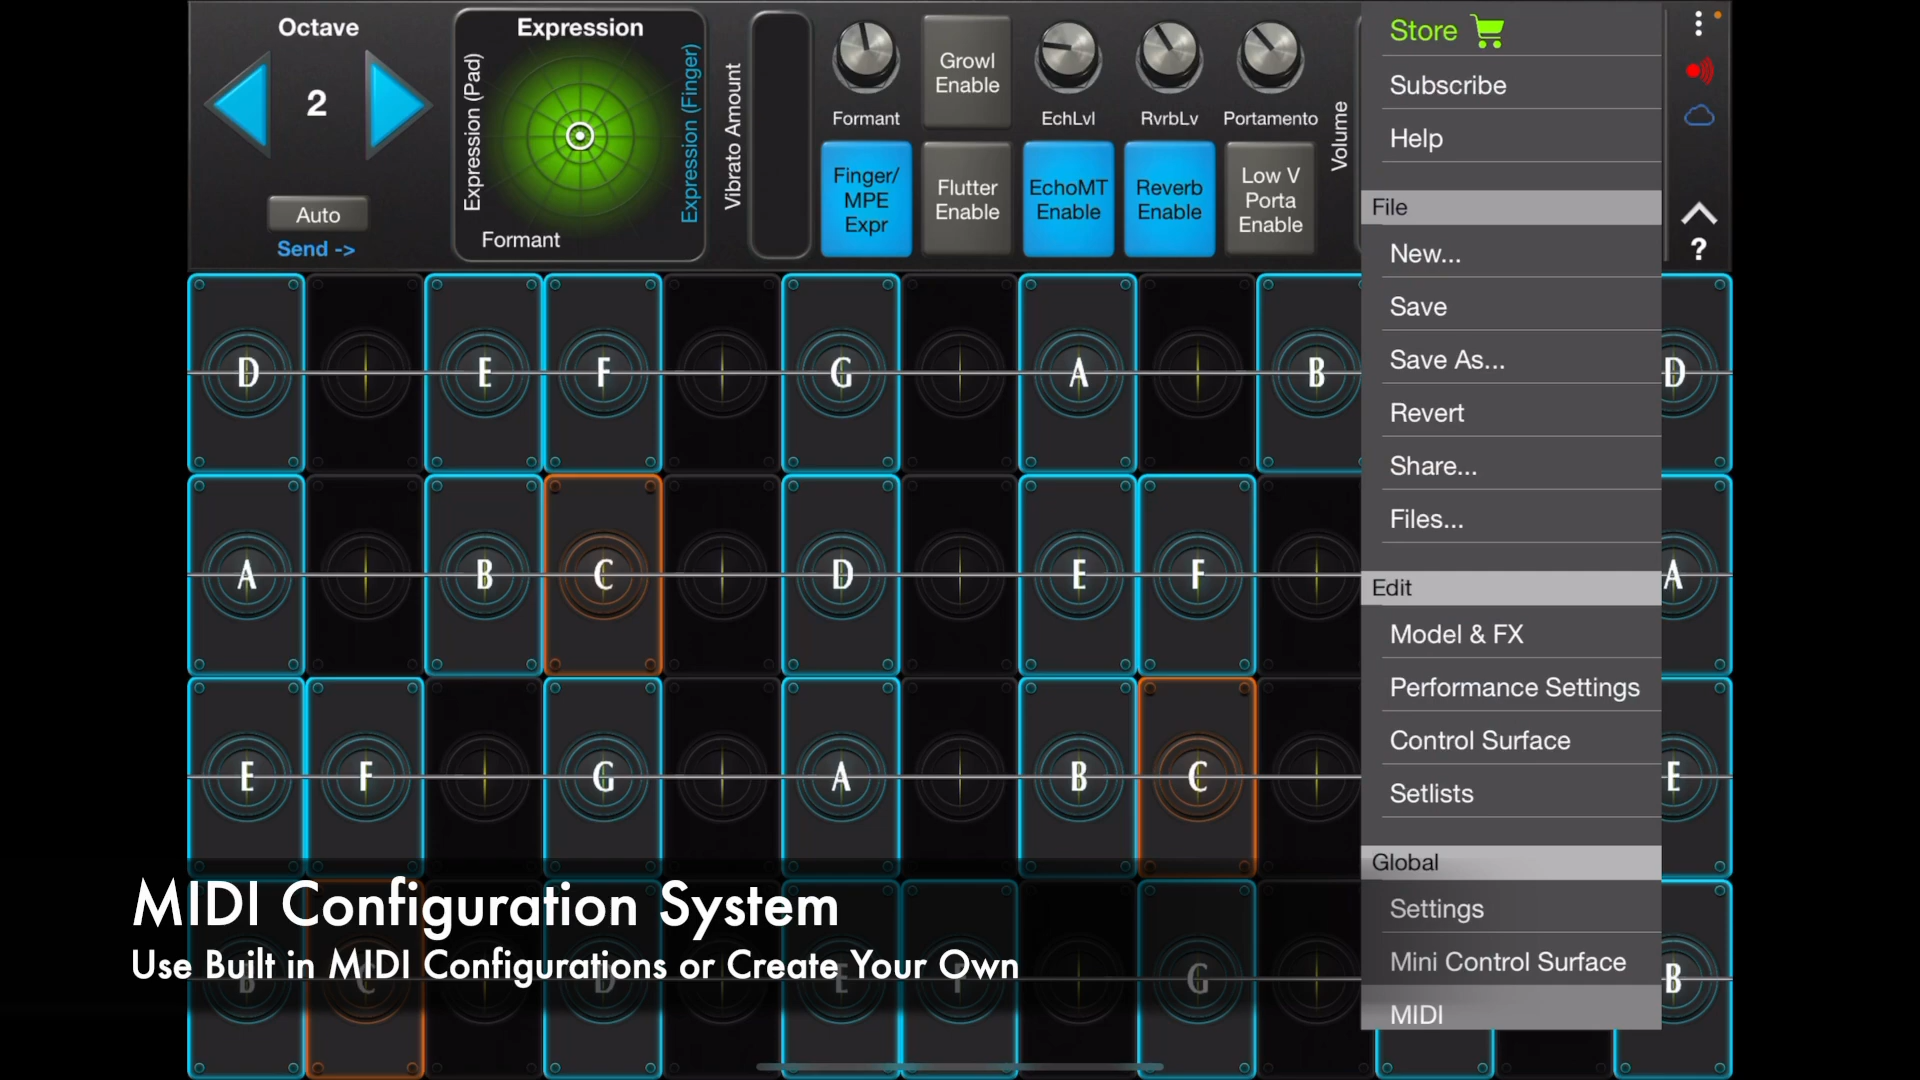 Octave
2
Auto
Send ->
Expression
Expression (Pad)
Expression (Finger)
Formant
Vibrato Amount
Formant
Growl
Enable
EchLvl
RvrbLv
Portamento
Finger/
MPE
Expr
Flutter
Enable
EchoMT
Enable
Reverb
Enable
Low V
Porta
Enable
Volume
Store
Subscribe
Help
File
New...
Save
Save As...
Revert
Share...
Files...
Edit
Model & FX
Performance Settings
Control Surface
Setlists
Global
Settings
Mini Control Surface
MIDI
?
D E F G A B D
A B C D E F A
E F G A B C E
B C D E F G B
MIDI Configuration System
Use Built in MIDI Configurations or Create Your Own